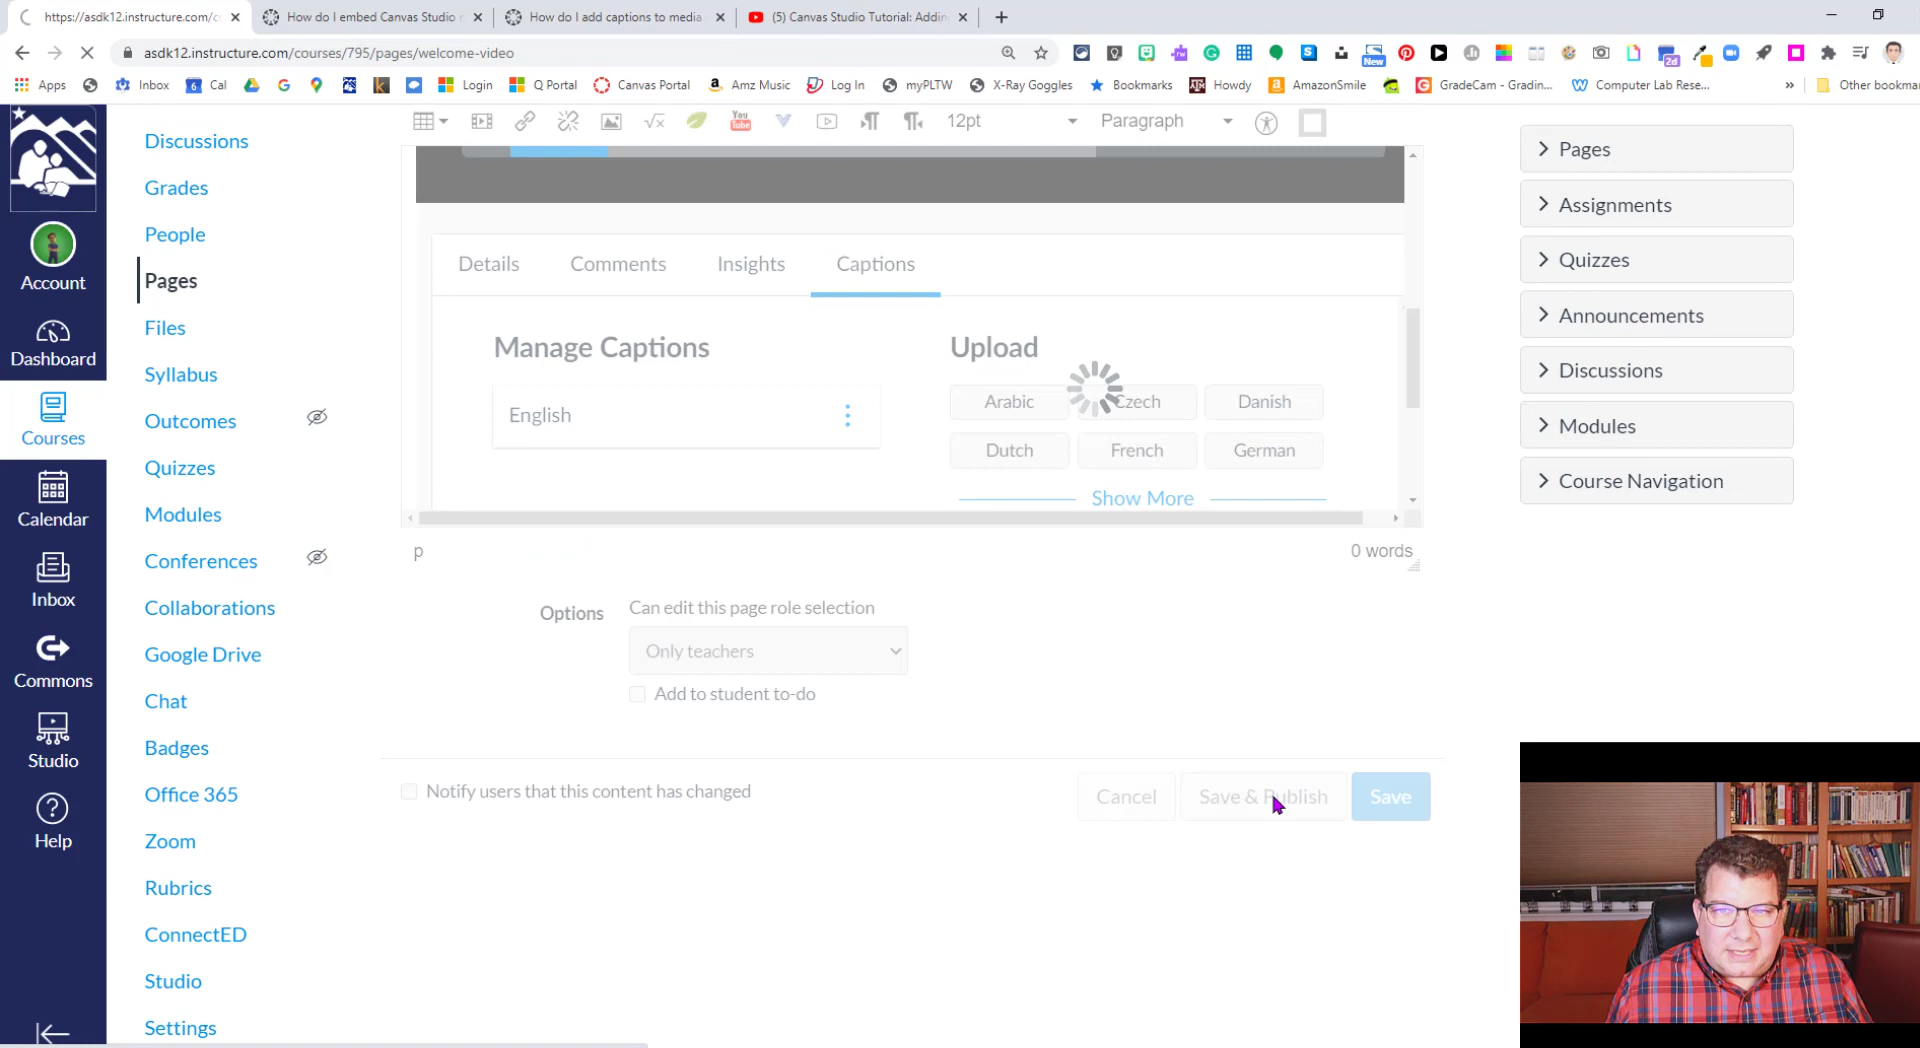 https://asdk12.instructure.com/c
How do I embed Canvas Studio
How do I add captions to media
(5) Canvas Studio Tutorial: Addin
asdk12.instructure.com/courses/795/pages/welcome-video
New
2d
Apps
Inbox
6
Cal
Login
Q Portal
Canvas Portal
Amz Music
Log In
myPLTW
X-Ray Goggles
Bookmarks
Howdy
AmazonSmile
GradeCam - Gradin...
Computer Lab Rese...
»
Other bookmar
Account
Dashboard
Courses
Calendar
Inbox
Commons
Studio
Help
Discussions
Grades
People
Pages
Files
Syllabus
Outcomes
Quizzes
Modules
Conferences
Collaborations
Google Drive
Chat
Badges
Office 365
Zoom
Rubrics
ConnectED
Studio
Settings
You Tube
12pt
Paragraph
Details
Comments
Insights
Captions
Manage Captions
English
Upload
Arabic
Czech
Danish
Dutch
French
German
Show More
p
0 words
Options
Can edit this page role selection
Only teachers
Add to student to-do
Notify users that this content has changed
Cancel
Save & Publish
Save
Pages
Assignments
Quizzes
Announcements
Discussions
Modules
Course Navigation